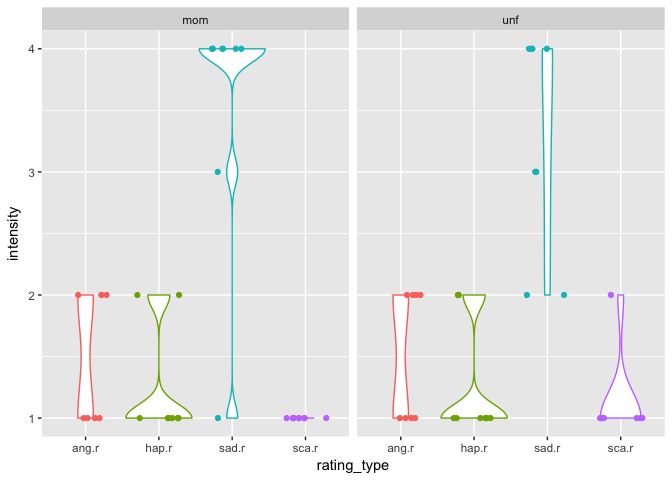 mom
unf
4
3
2
1
intensity
ang.r
hap.r
sad.r
sca.r
ang.r
hap.r
sad.r
sca.r
rating_type